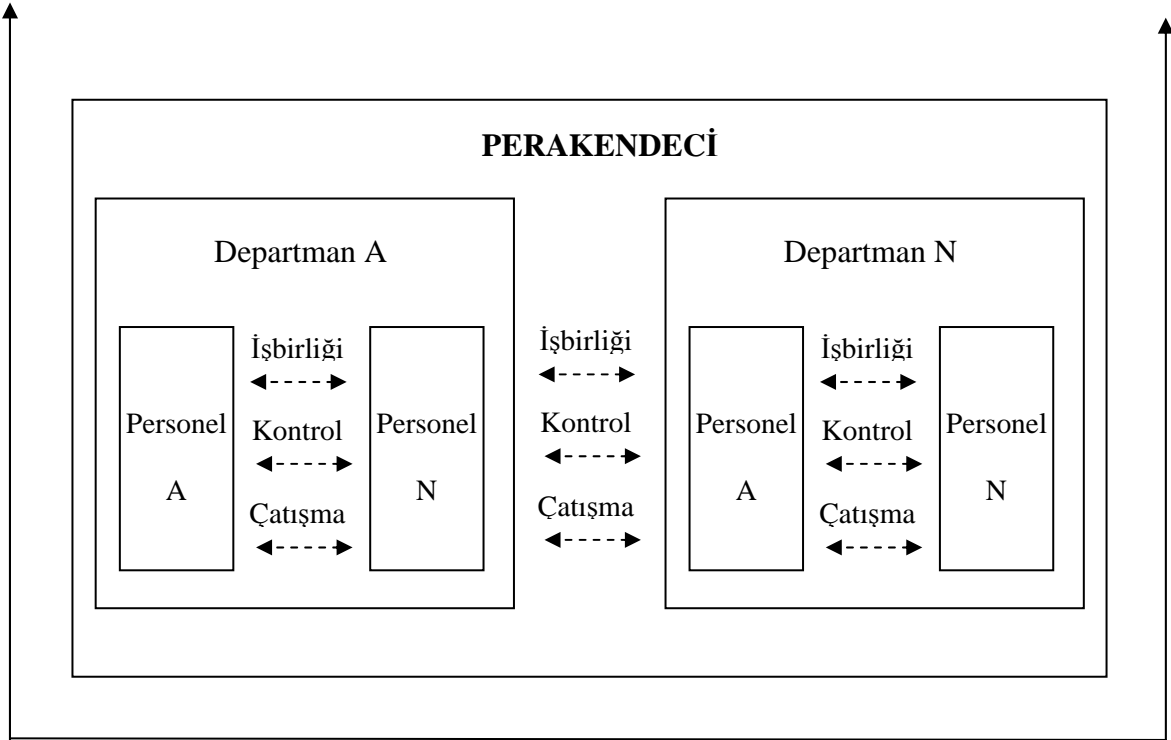 PERAKENDECİ
Departman A
Personel
A
İşbirliği
Kontrol
Çatışma
Personel
N
İşbirliği
Kontrol
Çatışma
Departman N
Personel
A
İşbirliği
Kontrol
Çatışma
Personel
N